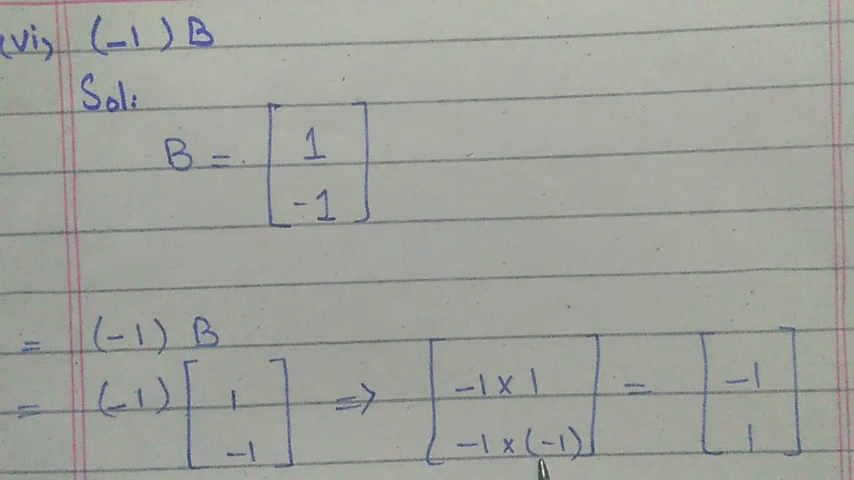 (vi) (-1) B
Sol:
B = [1
-1]
= (-1) B
= (-1) [1 ⇒ [-1 × 1 = [-1
-1] -1 × (-1)] 1]